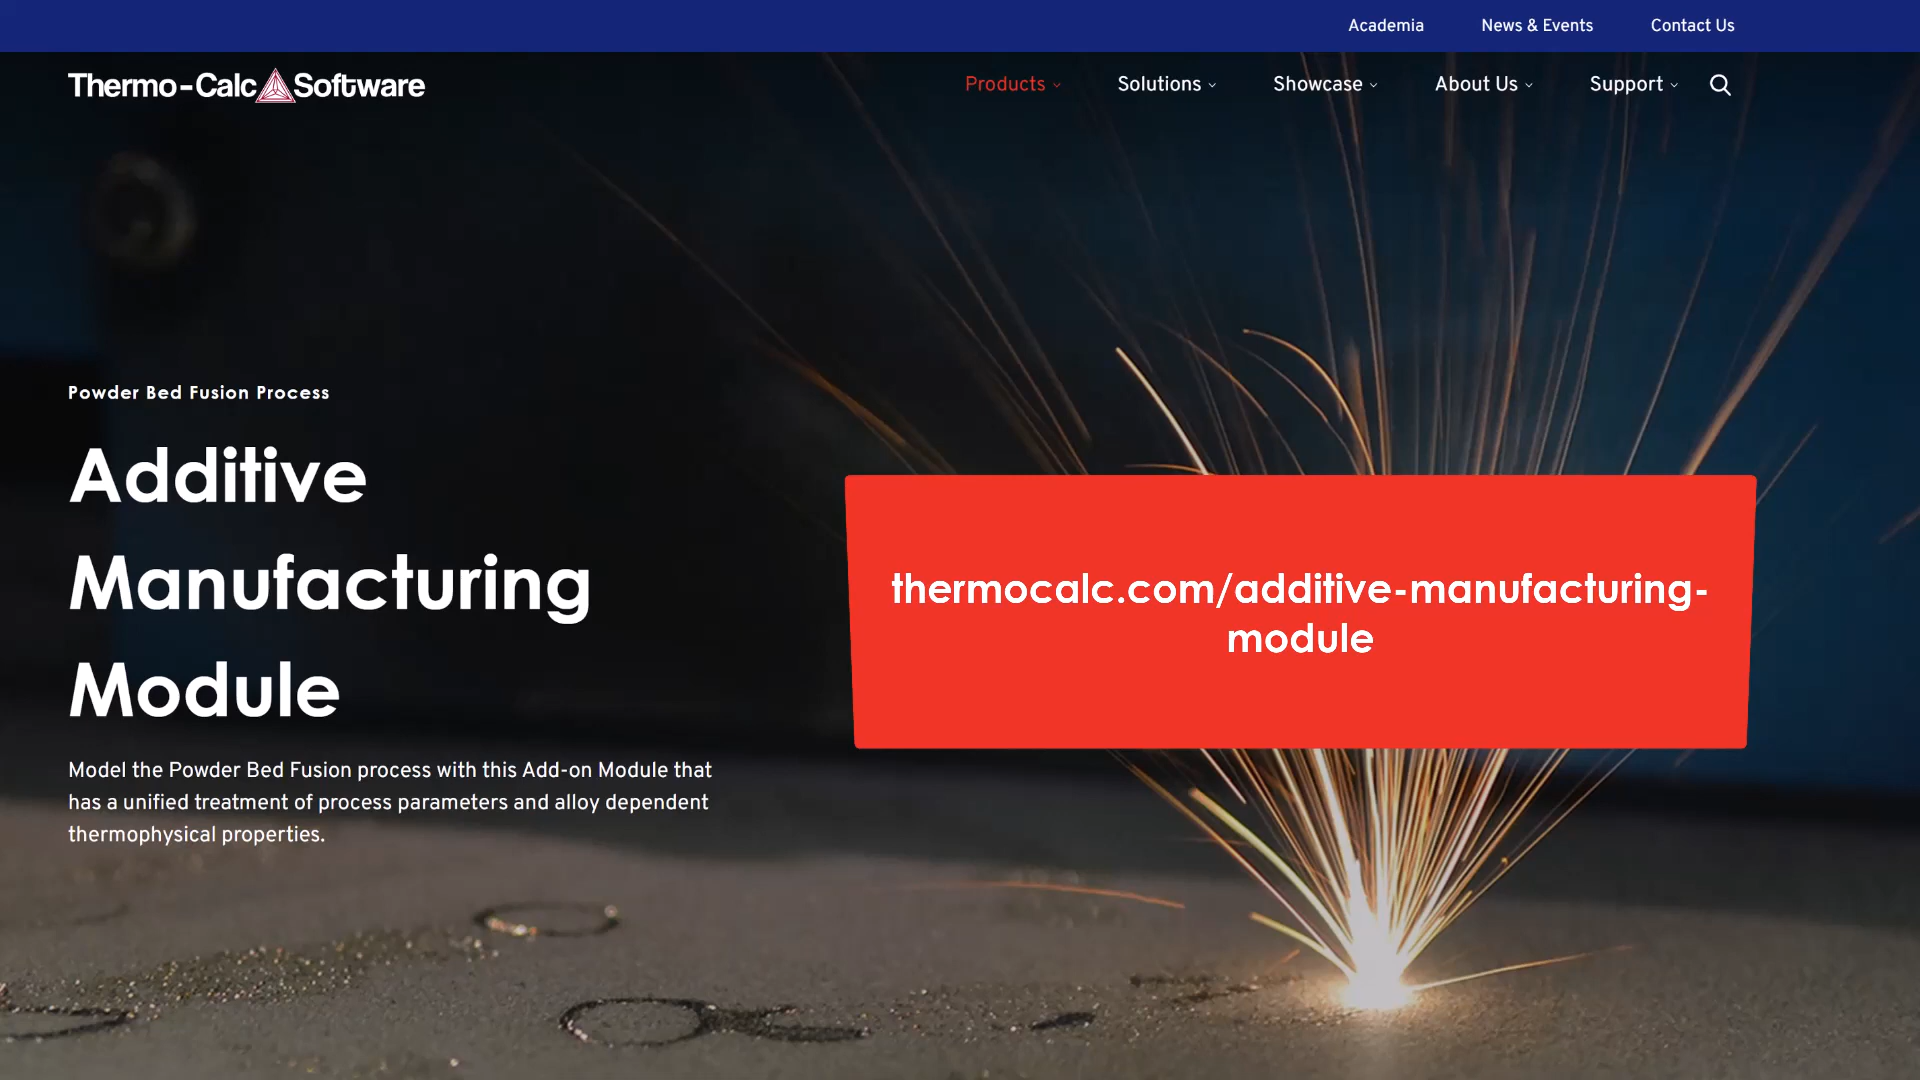 Academia News & Events Contact Us
Thermo-Calc Software Products Solutions Showcase About Us Support
Powder Bed Fusion Process
Additive
Manufacturing
Module
thermocalc.com/additive-manufacturing-
module
Model the Powder Bed Fusion process with this Add-on Module that
has a unified treatment of process parameters and alloy dependent
thermophysical properties.